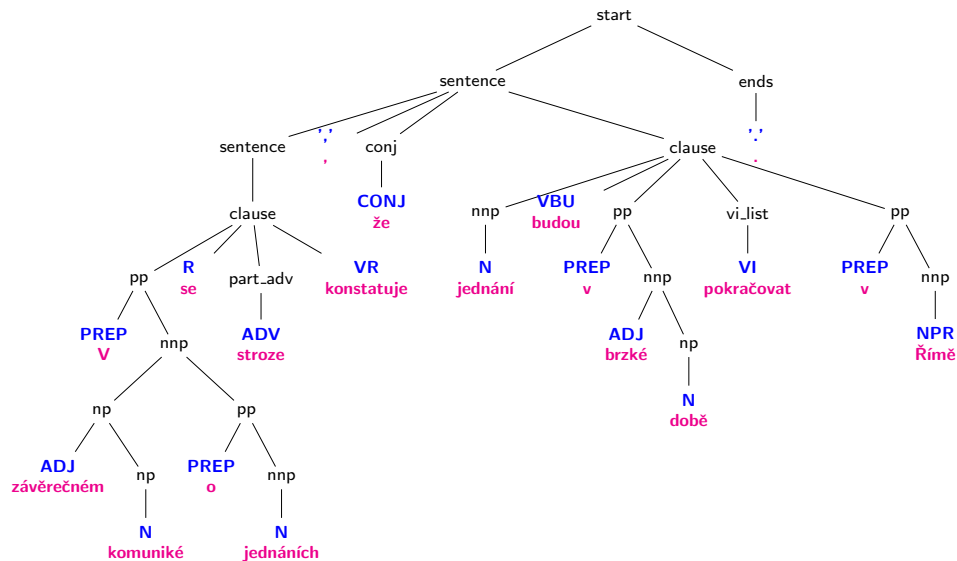 start
sentence ends
sentence ',' conj clause '.'
, .
clause CONJ nnp VBU pp vi_list pp
že budou
pp R part_adv VR N PREP nnp VI PREP nnp
se konstatuje jednání v pokračovat v
PREP nnp ADV ADJ np NPR
V stroze brzké Římě
np pp N
době
ADJ np PREP nnp
závěrečném o
N N
komuniké jednáních